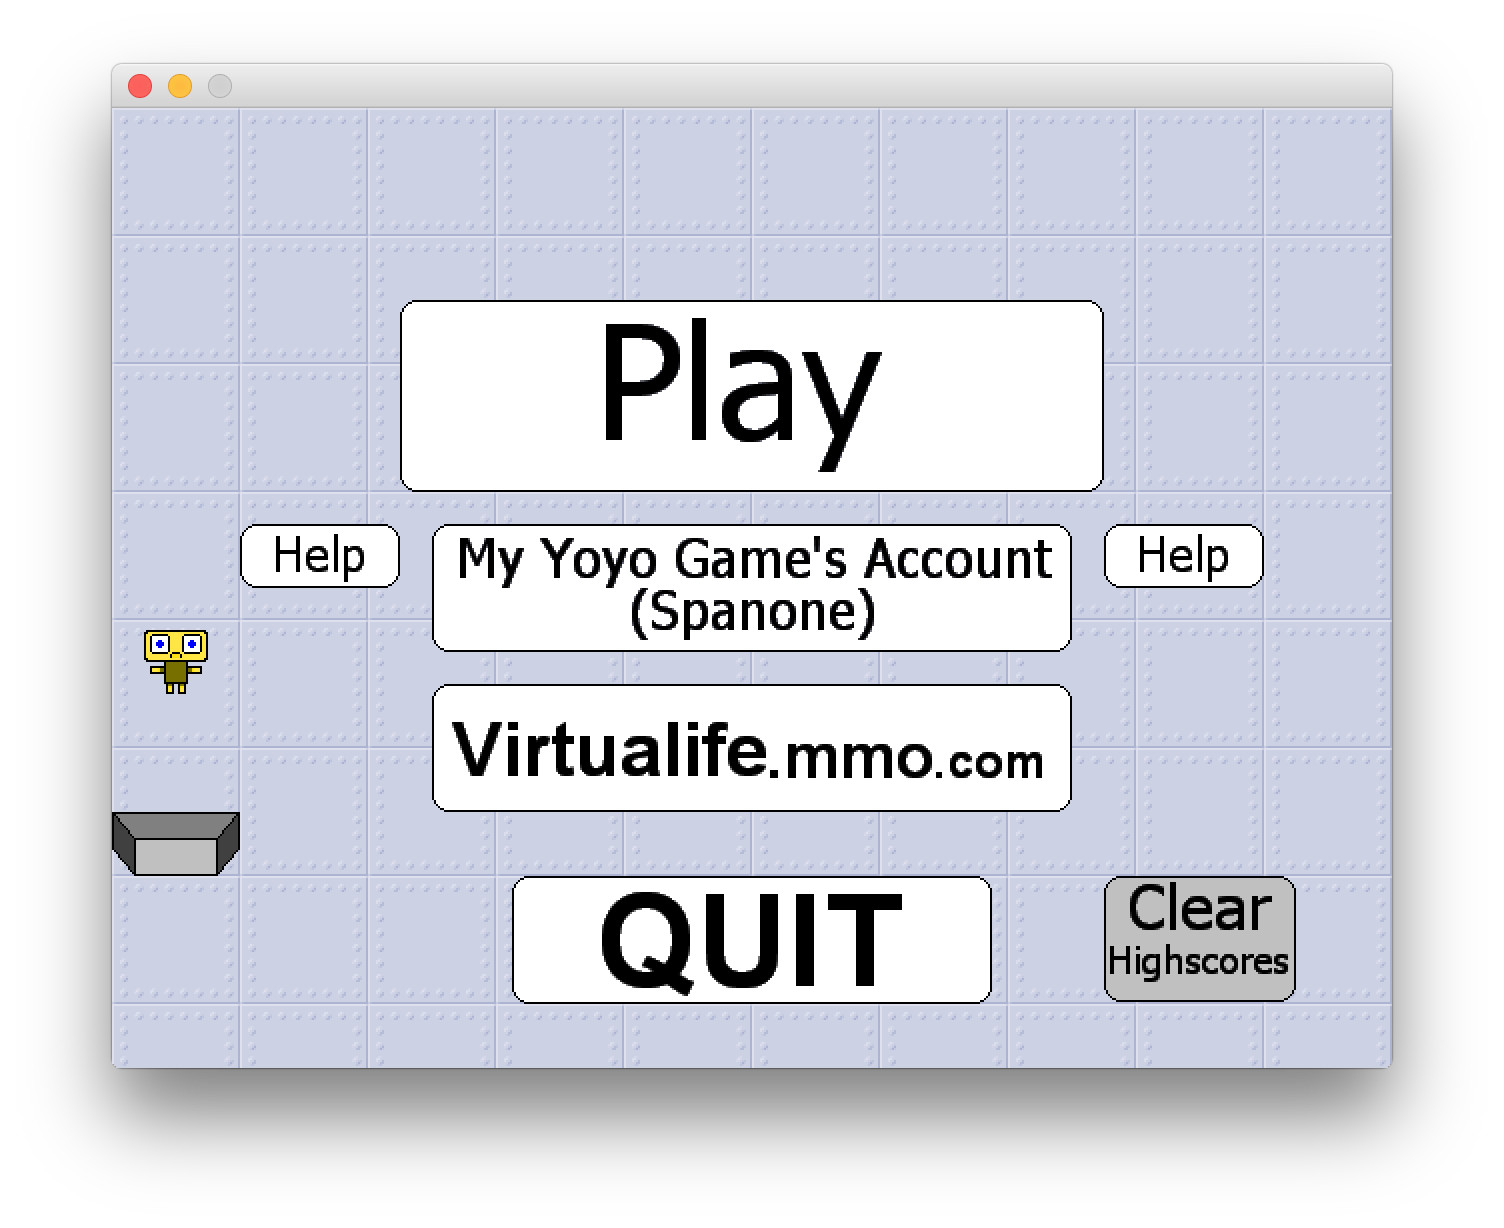 Play
Help
My Yoyo Game's Account
(Spanone)
Help
Virtualife.mmo.com
QUIT
Clear
Highscores